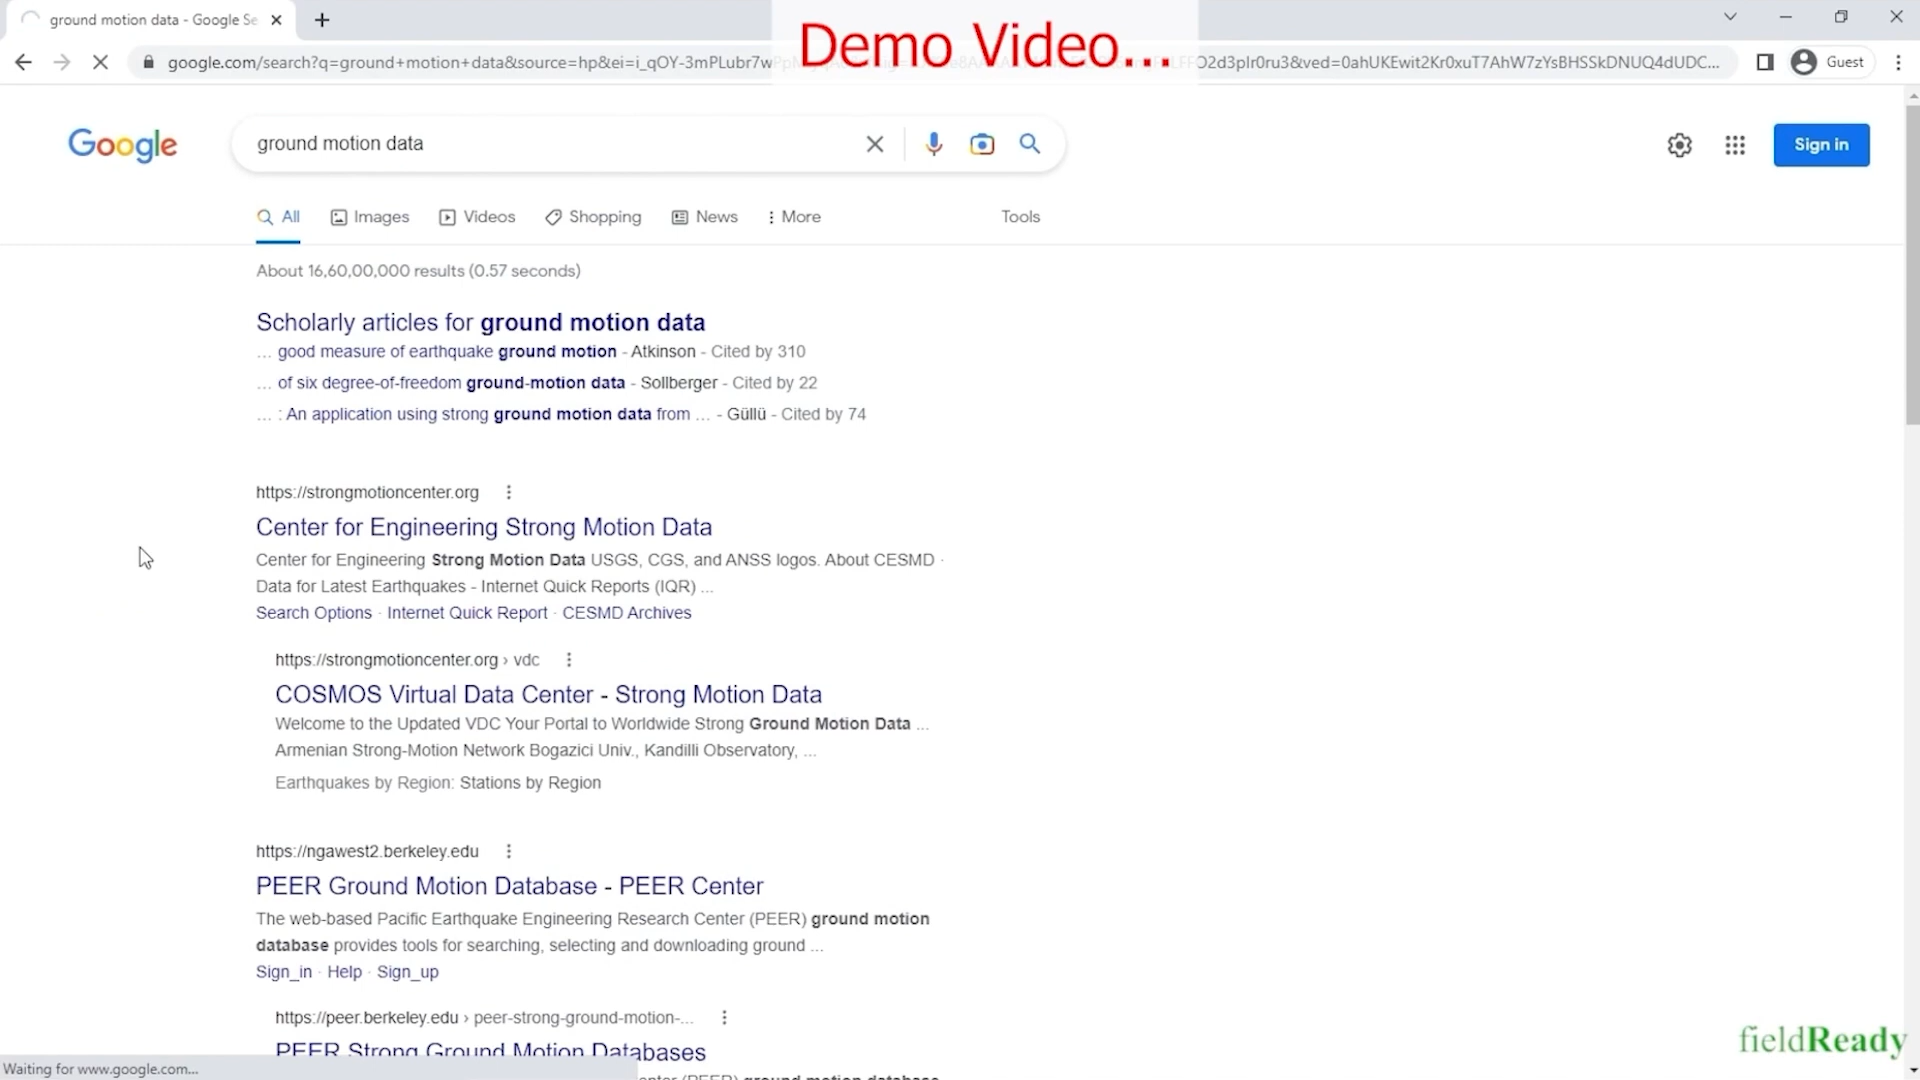 ground motion data - Google Se
Demo Video...
google.com/search?q=ground+motion+data&source=hp&ei=i_qOY-3mPLubr7w
O2d3pIr0ru3&ved=0ahUKEwit2Kr0xuT7AhW7zYsBHSSkDNUQ4dUDC...
Guest
Google
ground motion data
Sign in
All
Images
Videos
Shopping
News
More
Tools
About 16,60,00,000 results (0.57 seconds)
Scholarly articles for ground motion data
... good measure of earthquake ground motion - Atkinson - Cited by 310
... of six degree-of-freedom ground-motion data - Sollberger - Cited by 22
... : An application using strong ground motion data from ... - Güllü - Cited by 74
https://strongmotioncenter.org
Center for Engineering Strong Motion Data
Center for Engineering Strong Motion Data USGS, CGS, and ANSS logos. About CESMD ·
Data for Latest Earthquakes - Internet Quick Reports (IQR) ...
Search Options · Internet Quick Report · CESMD Archives
https://strongmotioncenter.org › vdc
COSMOS Virtual Data Center - Strong Motion Data
Welcome to the Updated VDC Your Portal to Worldwide Strong Ground Motion Data ...
Armenian Strong-Motion Network Bogazici Univ., Kandilli Observatory, ...
Earthquakes by Region: Stations by Region
https://ngawest2.berkeley.edu
PEER Ground Motion Database - PEER Center
The web-based Pacific Earthquake Engineering Research Center (PEER) ground motion
database provides tools for searching, selecting and downloading ground ...
Sign_in · Help · Sign_up
https://peer.berkeley.edu › peer-strong-ground-motion-...
PEER Strong Ground Motion Databases
fieldReady
Waiting for www.google.com...
(PEER) ground motion database